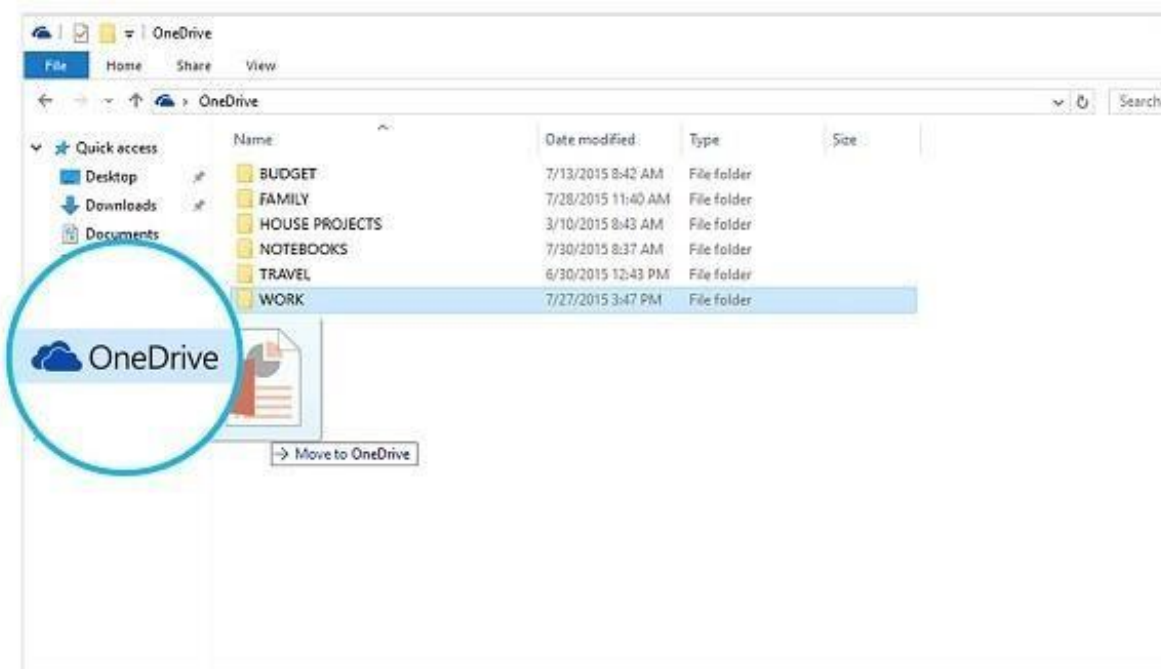 OneDrive
File Home Share View
OneDrive Search
Name Date modified Type Size
Quick access
Desktop
Downloads
Documents
BUDGET 7/13/2015 8:42 AM File folder
FAMILY 7/28/2015 11:40 AM File folder
HOUSE PROJECTS 3/10/2015 8:43 AM File folder
NOTEBOOKS 7/30/2015 8:37 AM File folder
TRAVEL 6/30/2015 12:43 PM File folder
WORK 7/27/2015 3:47 PM File folder
OneDrive
Move to OneDrive